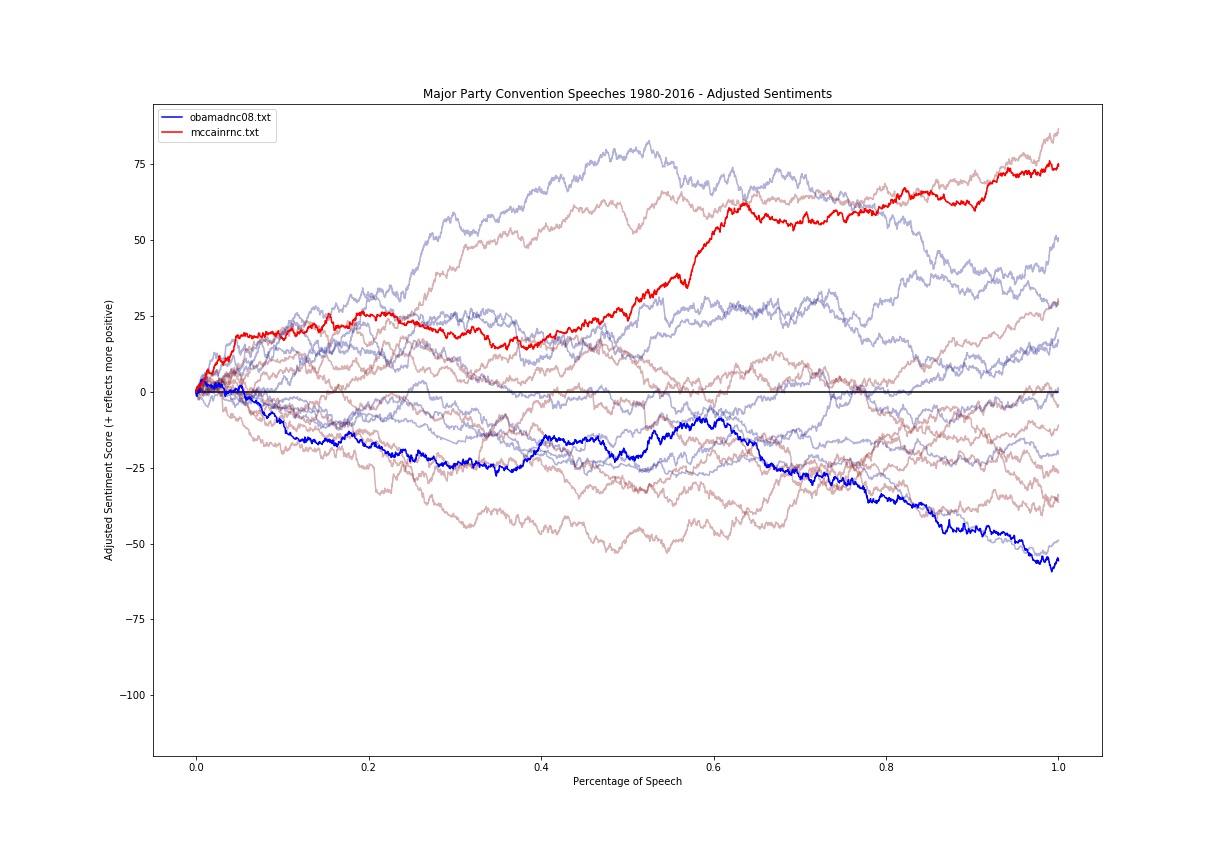 Major Party Convention Speeches 1980-2016 - Adjusted Sentiments
obamadnc08.txt
mccainrnc.txt
Adjusted Sentiment Score (+ reflects more positive)
75
50
25
0
−25
−50
−75
−100
0.0 0.2 0.4 0.6 0.8 1.0
Percentage of Speech